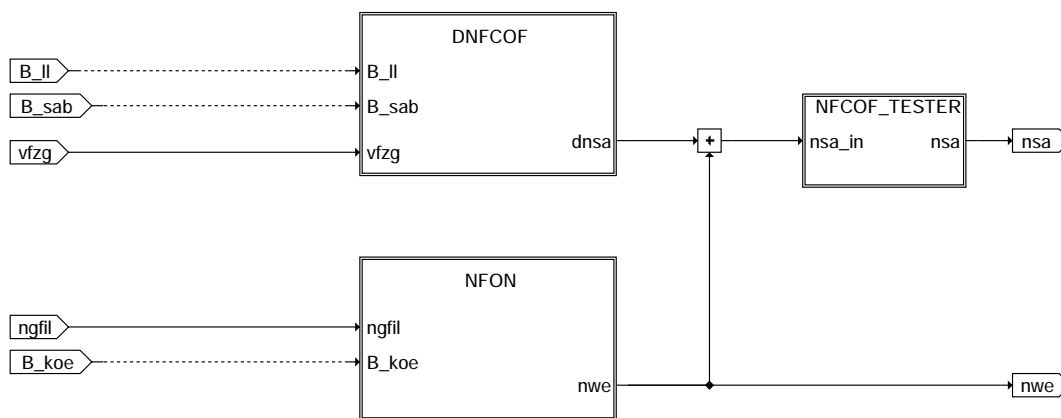 DNFCOF
B_ll
B_ll
B_sab
B_sab
NFCOF_TESTER
vfzg
vfzg
dnsa
+
nsa_in
nsa
nsa
NFON
ngfil
ngfil
B_koe
B_koe
nwe
nwe